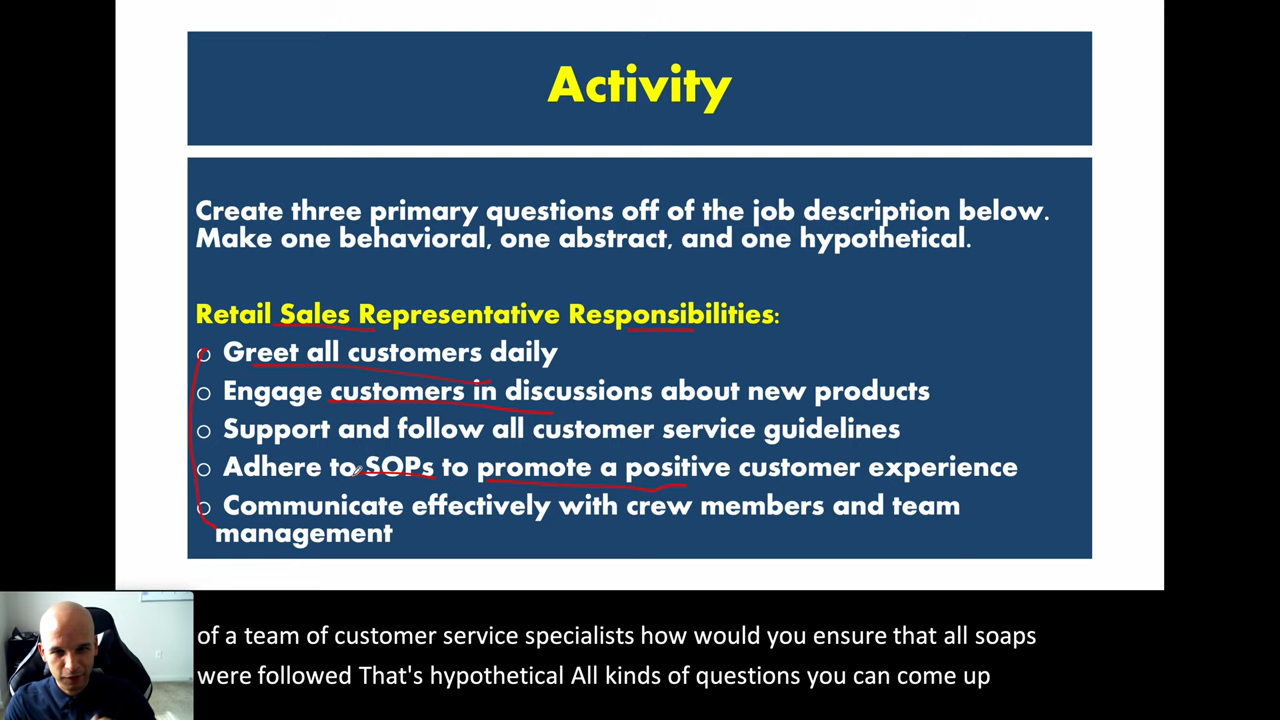 Activity
Create three primary questions off of the job description below.
Make one behavioral, one abstract, and one hypothetical.
Retail Sales Representative Responsibilities:
o Greet all customers daily
o Engage customers in discussions about new products
o Support and follow all customer service guidelines
o Adhere to SOPs to promote a positive customer experience
o Communicate effectively with crew members and team
management
of a team of customer service specialists how would you ensure that all soaps
were followed That's hypothetical All kinds of questions you can come up